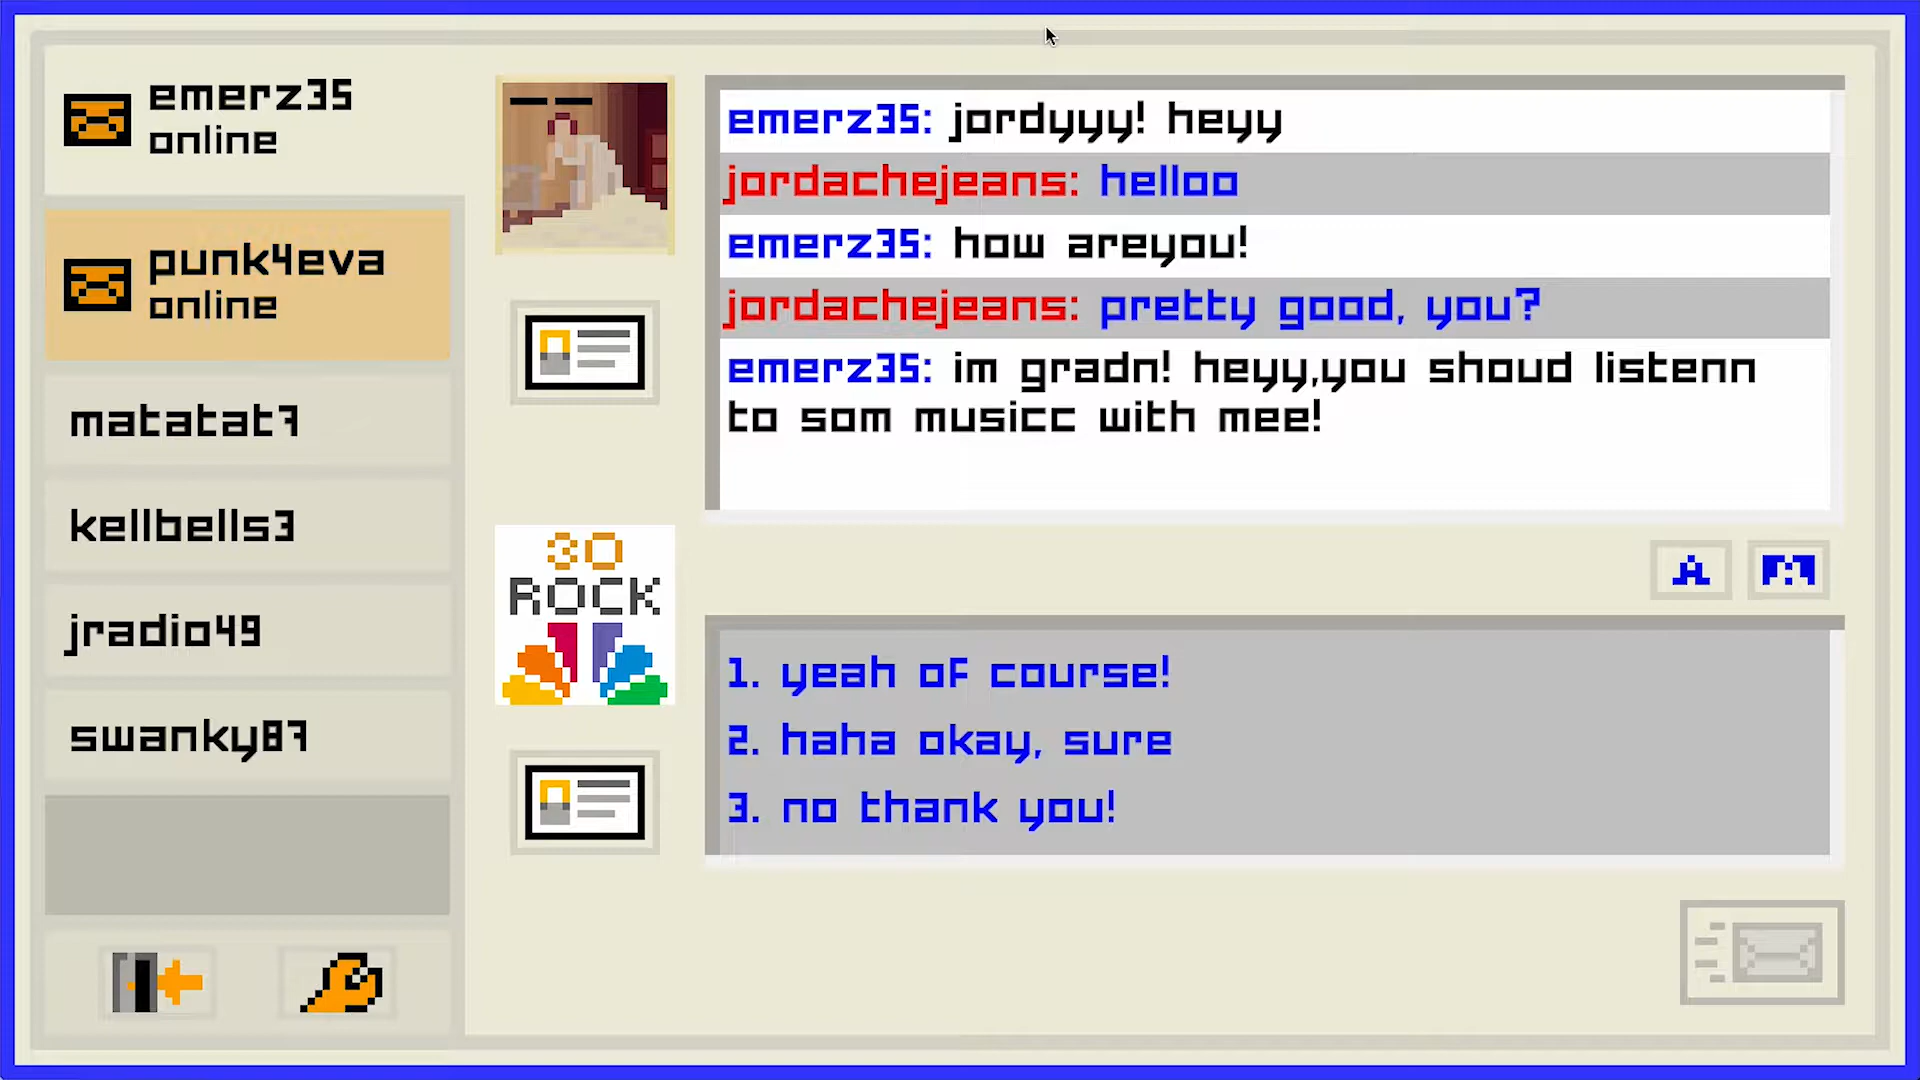 emerz35
online
punk4eva
online
matatat7
kellbells3
jradio49
swanky87
emerz35: jordyyy! heyy
jordachejeans: helloo
emerz35: how areyou!
jordachejeans: pretty good, you?
emerz35: im gradn! heyy,you shoud listenn
to som musicc with mee!
30
ROCK
A
1. yeah of course!
2. haha okay, sure
3. no thank you!